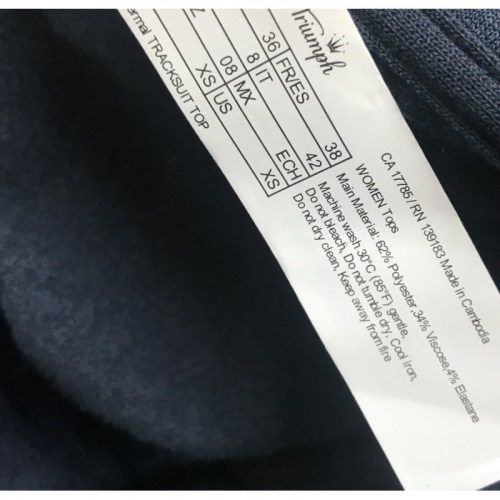 Triumph
36 FR/ES 38
8 IT 42
08 MX ECH
XS US XS
TRACKSUIT TOP
CA 17785 / RN 139183 Made in Cambodia
WOMEN Tops
Main Material: 62% Polyester,34% Viscose,4% Elastane
Machine wash 30°C (85°F) gentle,
Do not bleach, Do not tumble dry, Cool iron,
Do not dry clean, Keep away from fire